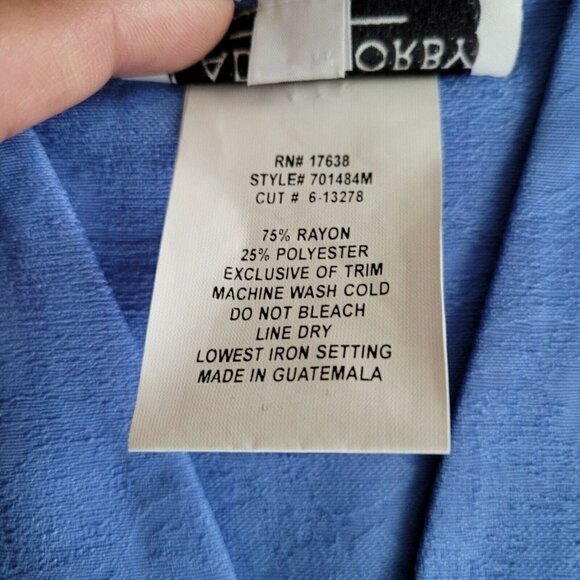 ORBY
RN# 17638
STYLE# 701484M
CUT # 6-13278
75% RAYON
25% POLYESTER
EXCLUSIVE OF TRIM
MACHINE WASH COLD
DO NOT BLEACH
LINE DRY
LOWEST IRON SETTING
MADE IN GUATEMALA